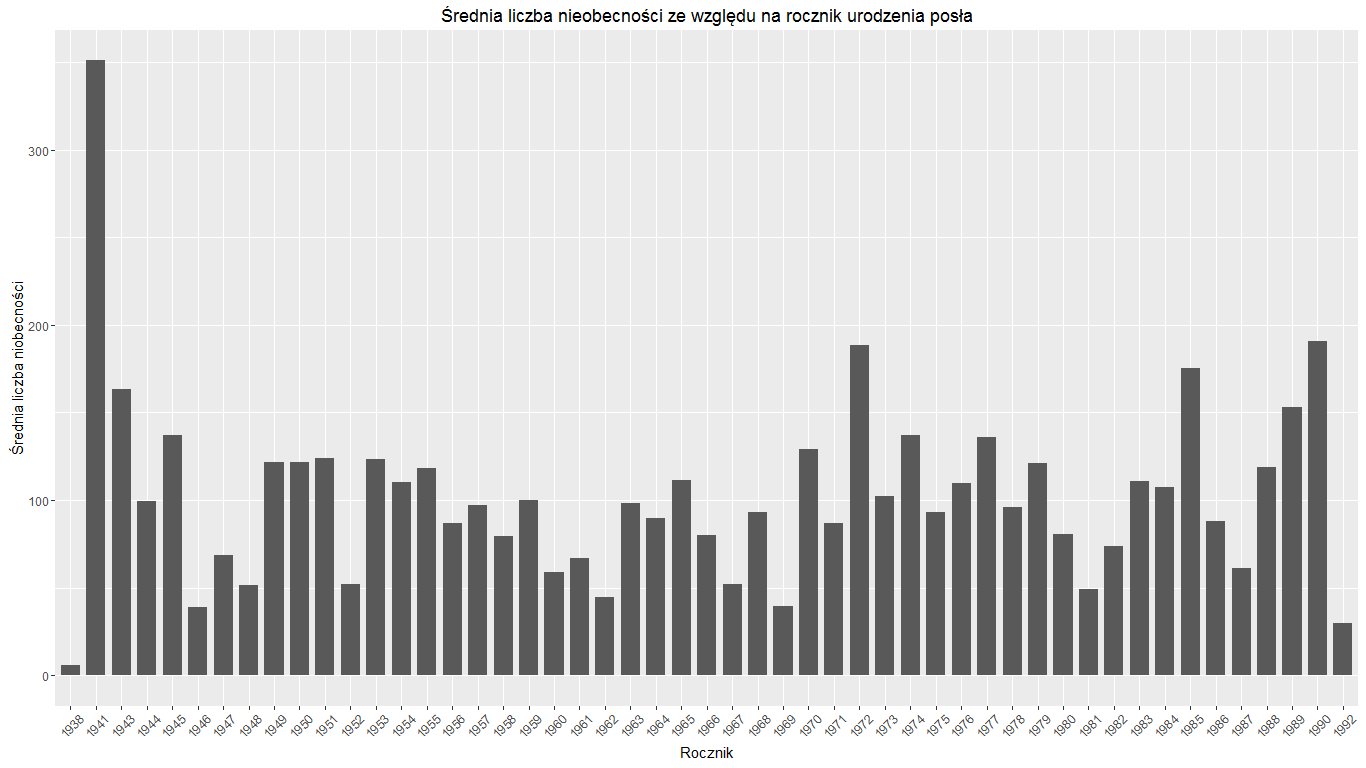 Średnia liczba nieobecności ze względu na rocznik urodzenia posła
Średnia liczba niobecności
300
200
100
0
1938 1941 1943 1944 1945 1946 1947 1948 1949 1950 1951 1952 1953 1954 1955 1956 1957 1958 1959 1960 1961 1962 1963 1964 1965 1966 1967 1968 1969 1970 1971 1972 1973 1974 1975 1976 1977 1978 1979 1980 1981 1982 1983 1984 1985 1986 1987 1988 1989 1990 1992
Rocznik